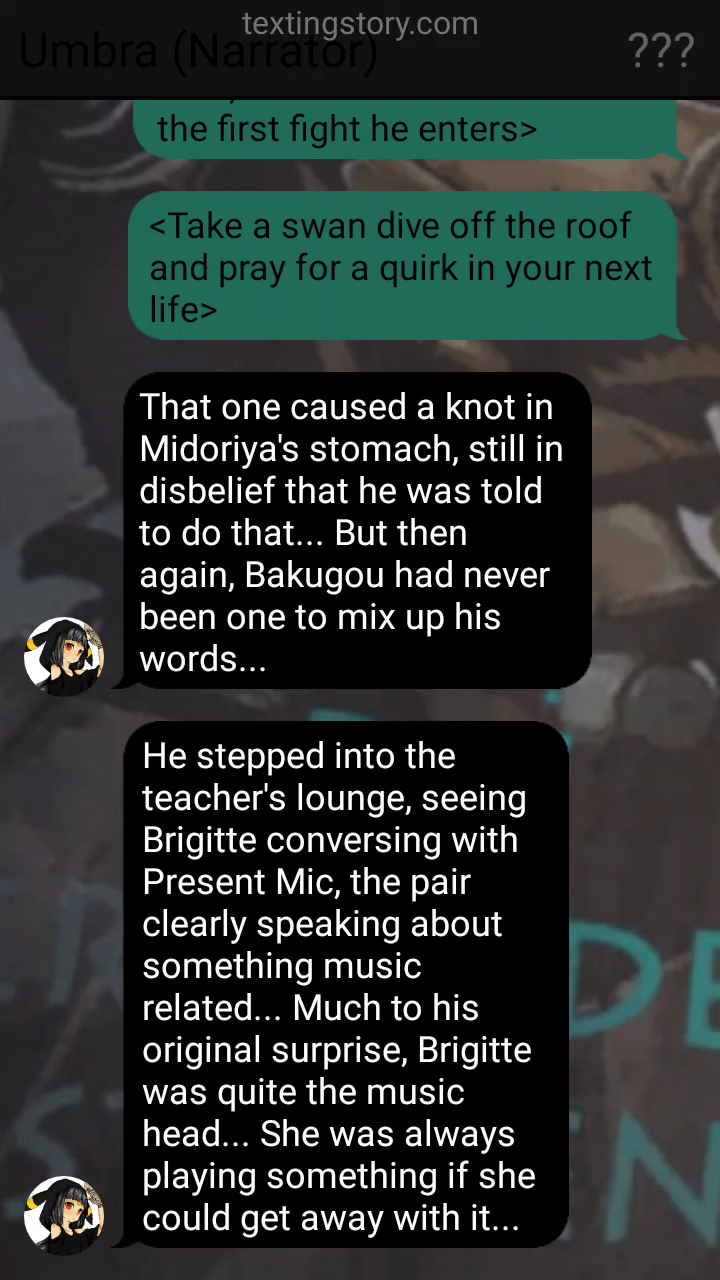 textingstory.com
Umbra (Narrator)
???
the first fight he enters>
<Take a swan dive off the roof
and pray for a quirk in your next
life>
That one caused a knot in
Midoriya's stomach, still in
disbelief that he was told
to do that... But then
again, Bakugou had never
been one to mix up his
words...
He stepped into the
teacher's lounge, seeing
Brigitte conversing with
Present Mic, the pair
clearly speaking about
something music
related... Much to his
original surprise, Brigitte
was quite the music
head... She was always
playing something if she
could get away with it...